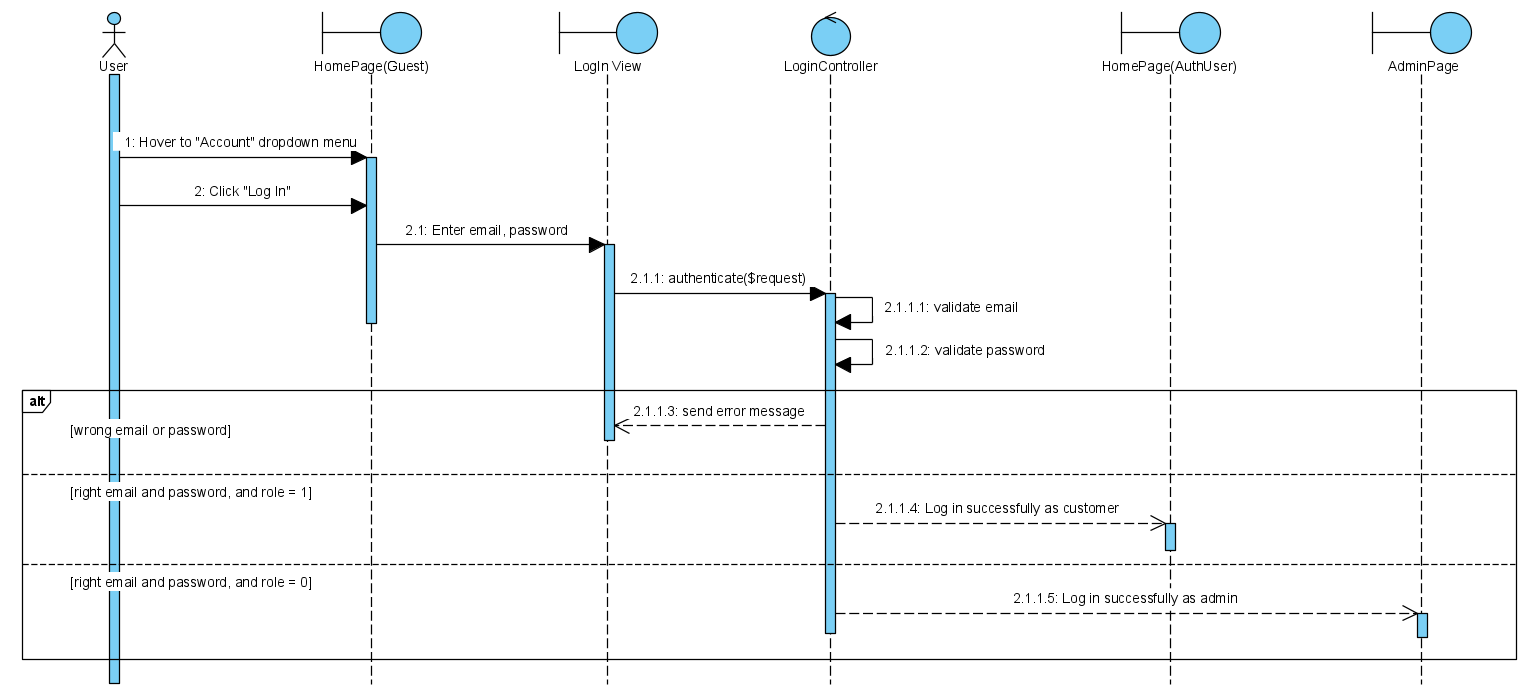 User
HomePage(Guest)
LogIn View
LoginController
HomePage(AuthUser)
AdminPage
1: Hover to "Account" dropdown menu
2: Click "Log In"
2.1: Enter email, password
2.1.1: authenticate($request)
2.1.1.1: validate email
2.1.1.2: validate password
alt
2.1.1.3: send error message
[wrong email or password]
[right email and password, and role = 1]
2.1.1.4: Log in successfully as customer
[right email and password, and role = 0]
2.1.1.5: Log in successfully as admin